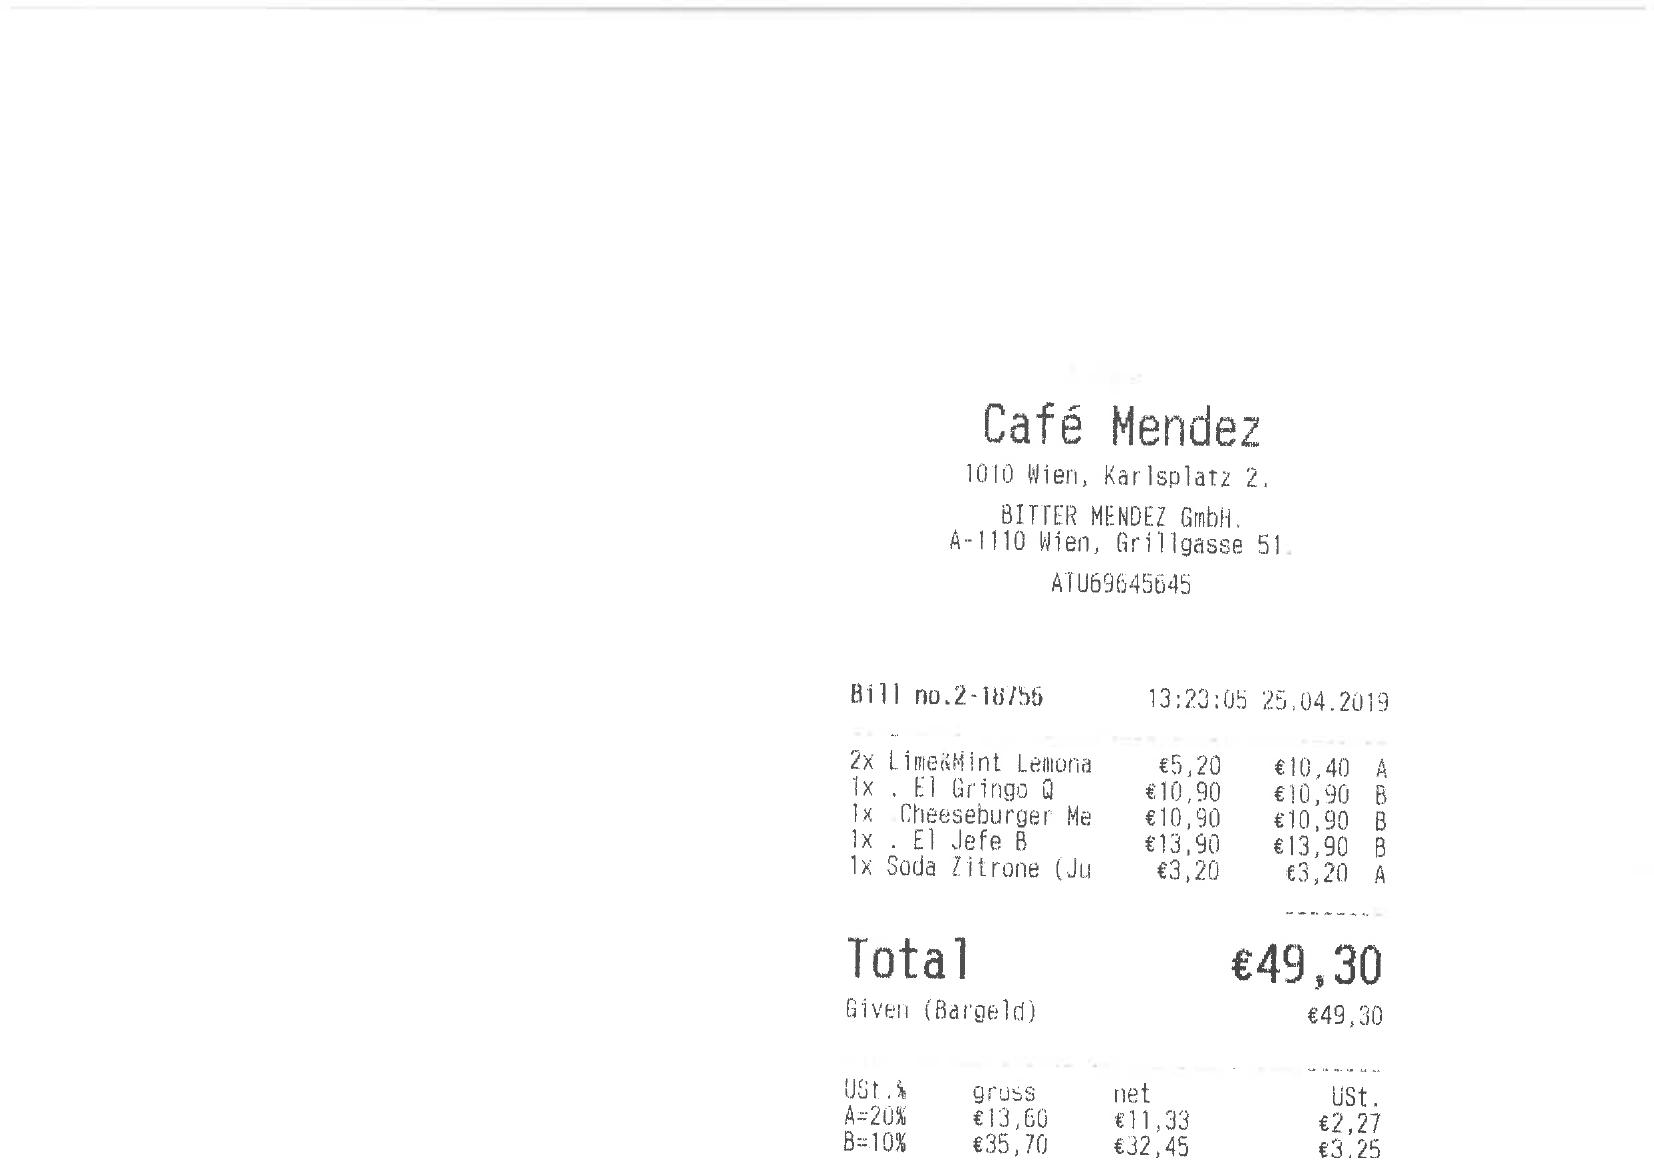 Café Mendez
1010 Wien, Karlsplatz 2.
BITTER MENDEZ GmbH.
A-1110 Wien, Grillgasse 51.
ATU69645645
Bill no.2-18756 13:23:05 25.04.2019
2x Lime&Mint Lemona €5,20 €10,40 A
1x . El Gringo Q €10,90 €10,90 B
1x Cheeseburger Me €10,90 €10,90 B
1x . El Jefe B €13,90 €13,90 B
1x Soda Zitrone (Ju €3,20 €3,20 A
Total €49,30
Given (Bargeld) €49,30
USt.% gross net USt.
A=20% €13,60 €11,33 €2,27
B=10% €35,70 €32,45 €3,25